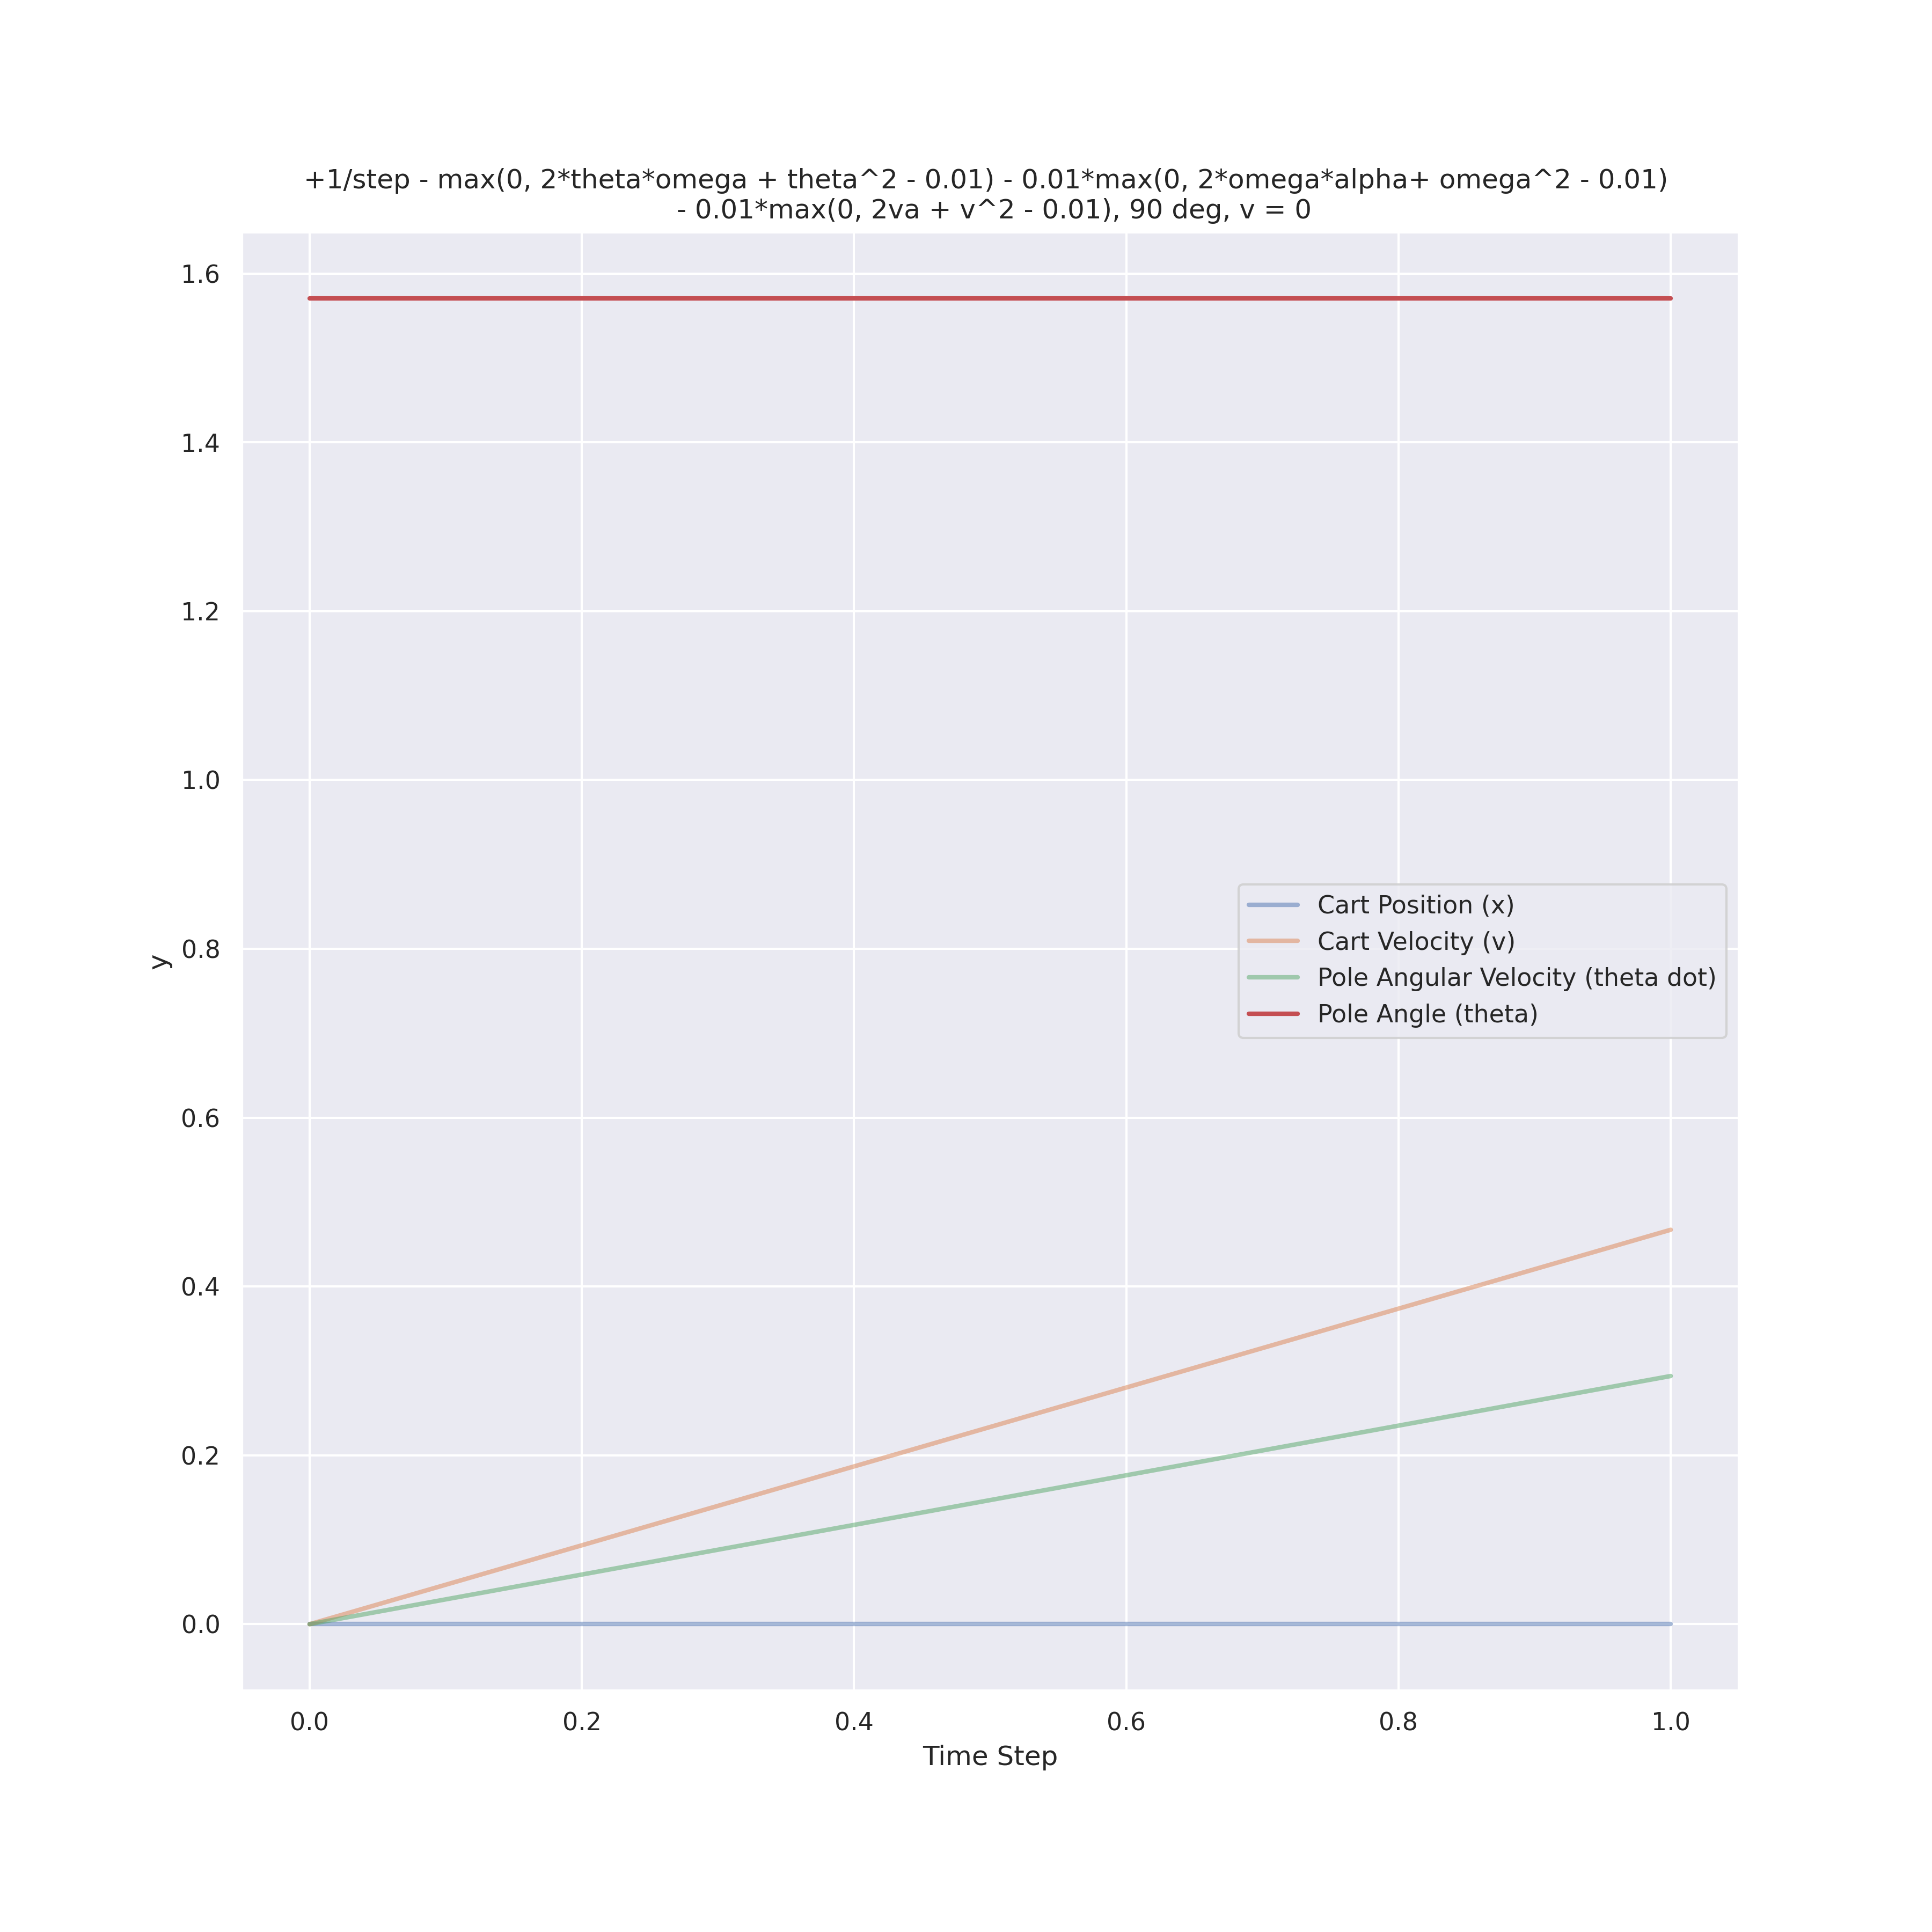 +1/step - max(0, 2*theta*omega + theta^2 - 0.01) - 0.01*max(0, 2*omega*alpha+ omega^2 - 0.01)
- 0.01*max(0, 2va + v^2 - 0.01), 90 deg, v = 0
1.6
1.4
1.2
1.0
0.8
0.6
0.4
0.2
0.0
y
Cart Position (x)
Cart Velocity (v)
Pole Angular Velocity (theta dot)
Pole Angle (theta)
0.0 0.2 0.4 0.6 0.8 1.0
Time Step